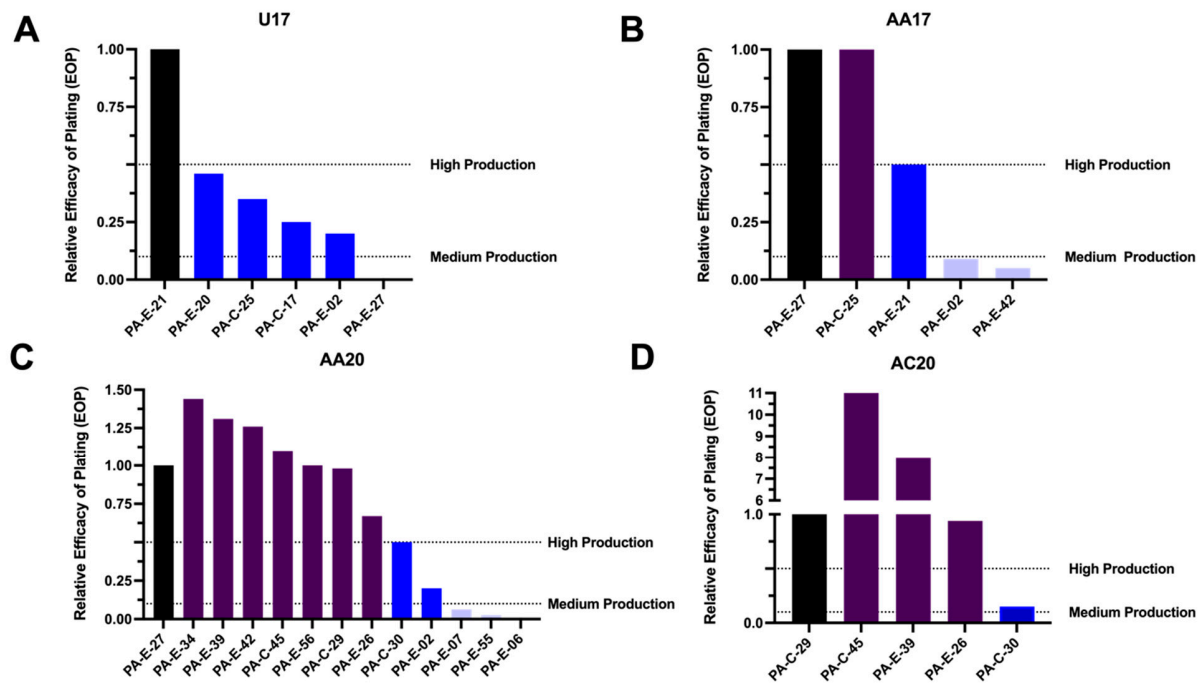 A
U17
Relative Efficacy of Plating (EOP)
1.00
0.75
0.25
0.00
High Production
Medium Production
PA-E-21
PA-E-20
PA-C-25
PA-C-17
PA-E-02
PA-E-27
B
AA17
Relative Efficacy of Plating (EOP)
1.00
0.75
0.25
0.00
High Production
Medium Production
PA-E-27
PA-C-25
PA-E-21
PA-E-02
PA-E-42
C
AA20
Relative Efficacy of Plating (EOP)
1.50
1.25
1.00
0.75
0.25
0.00
High Production
Medium Production
PA-E-27
PA-E-34
PA-E-39
PA-E-42
PA-C-45
PA-E-56
PA-C-29
PA-E-26
PA-C-30
PA-E-02
PA-E-07
PA-E-55
PA-E-06
D
AC20
Relative Efficacy of Plating (EOP)
11
10
9
8
7
6
1.0
0.5
0.0
High Production
Medium Production
PA-C-29
PA-C-45
PA-E-39
PA-E-26
PA-C-30